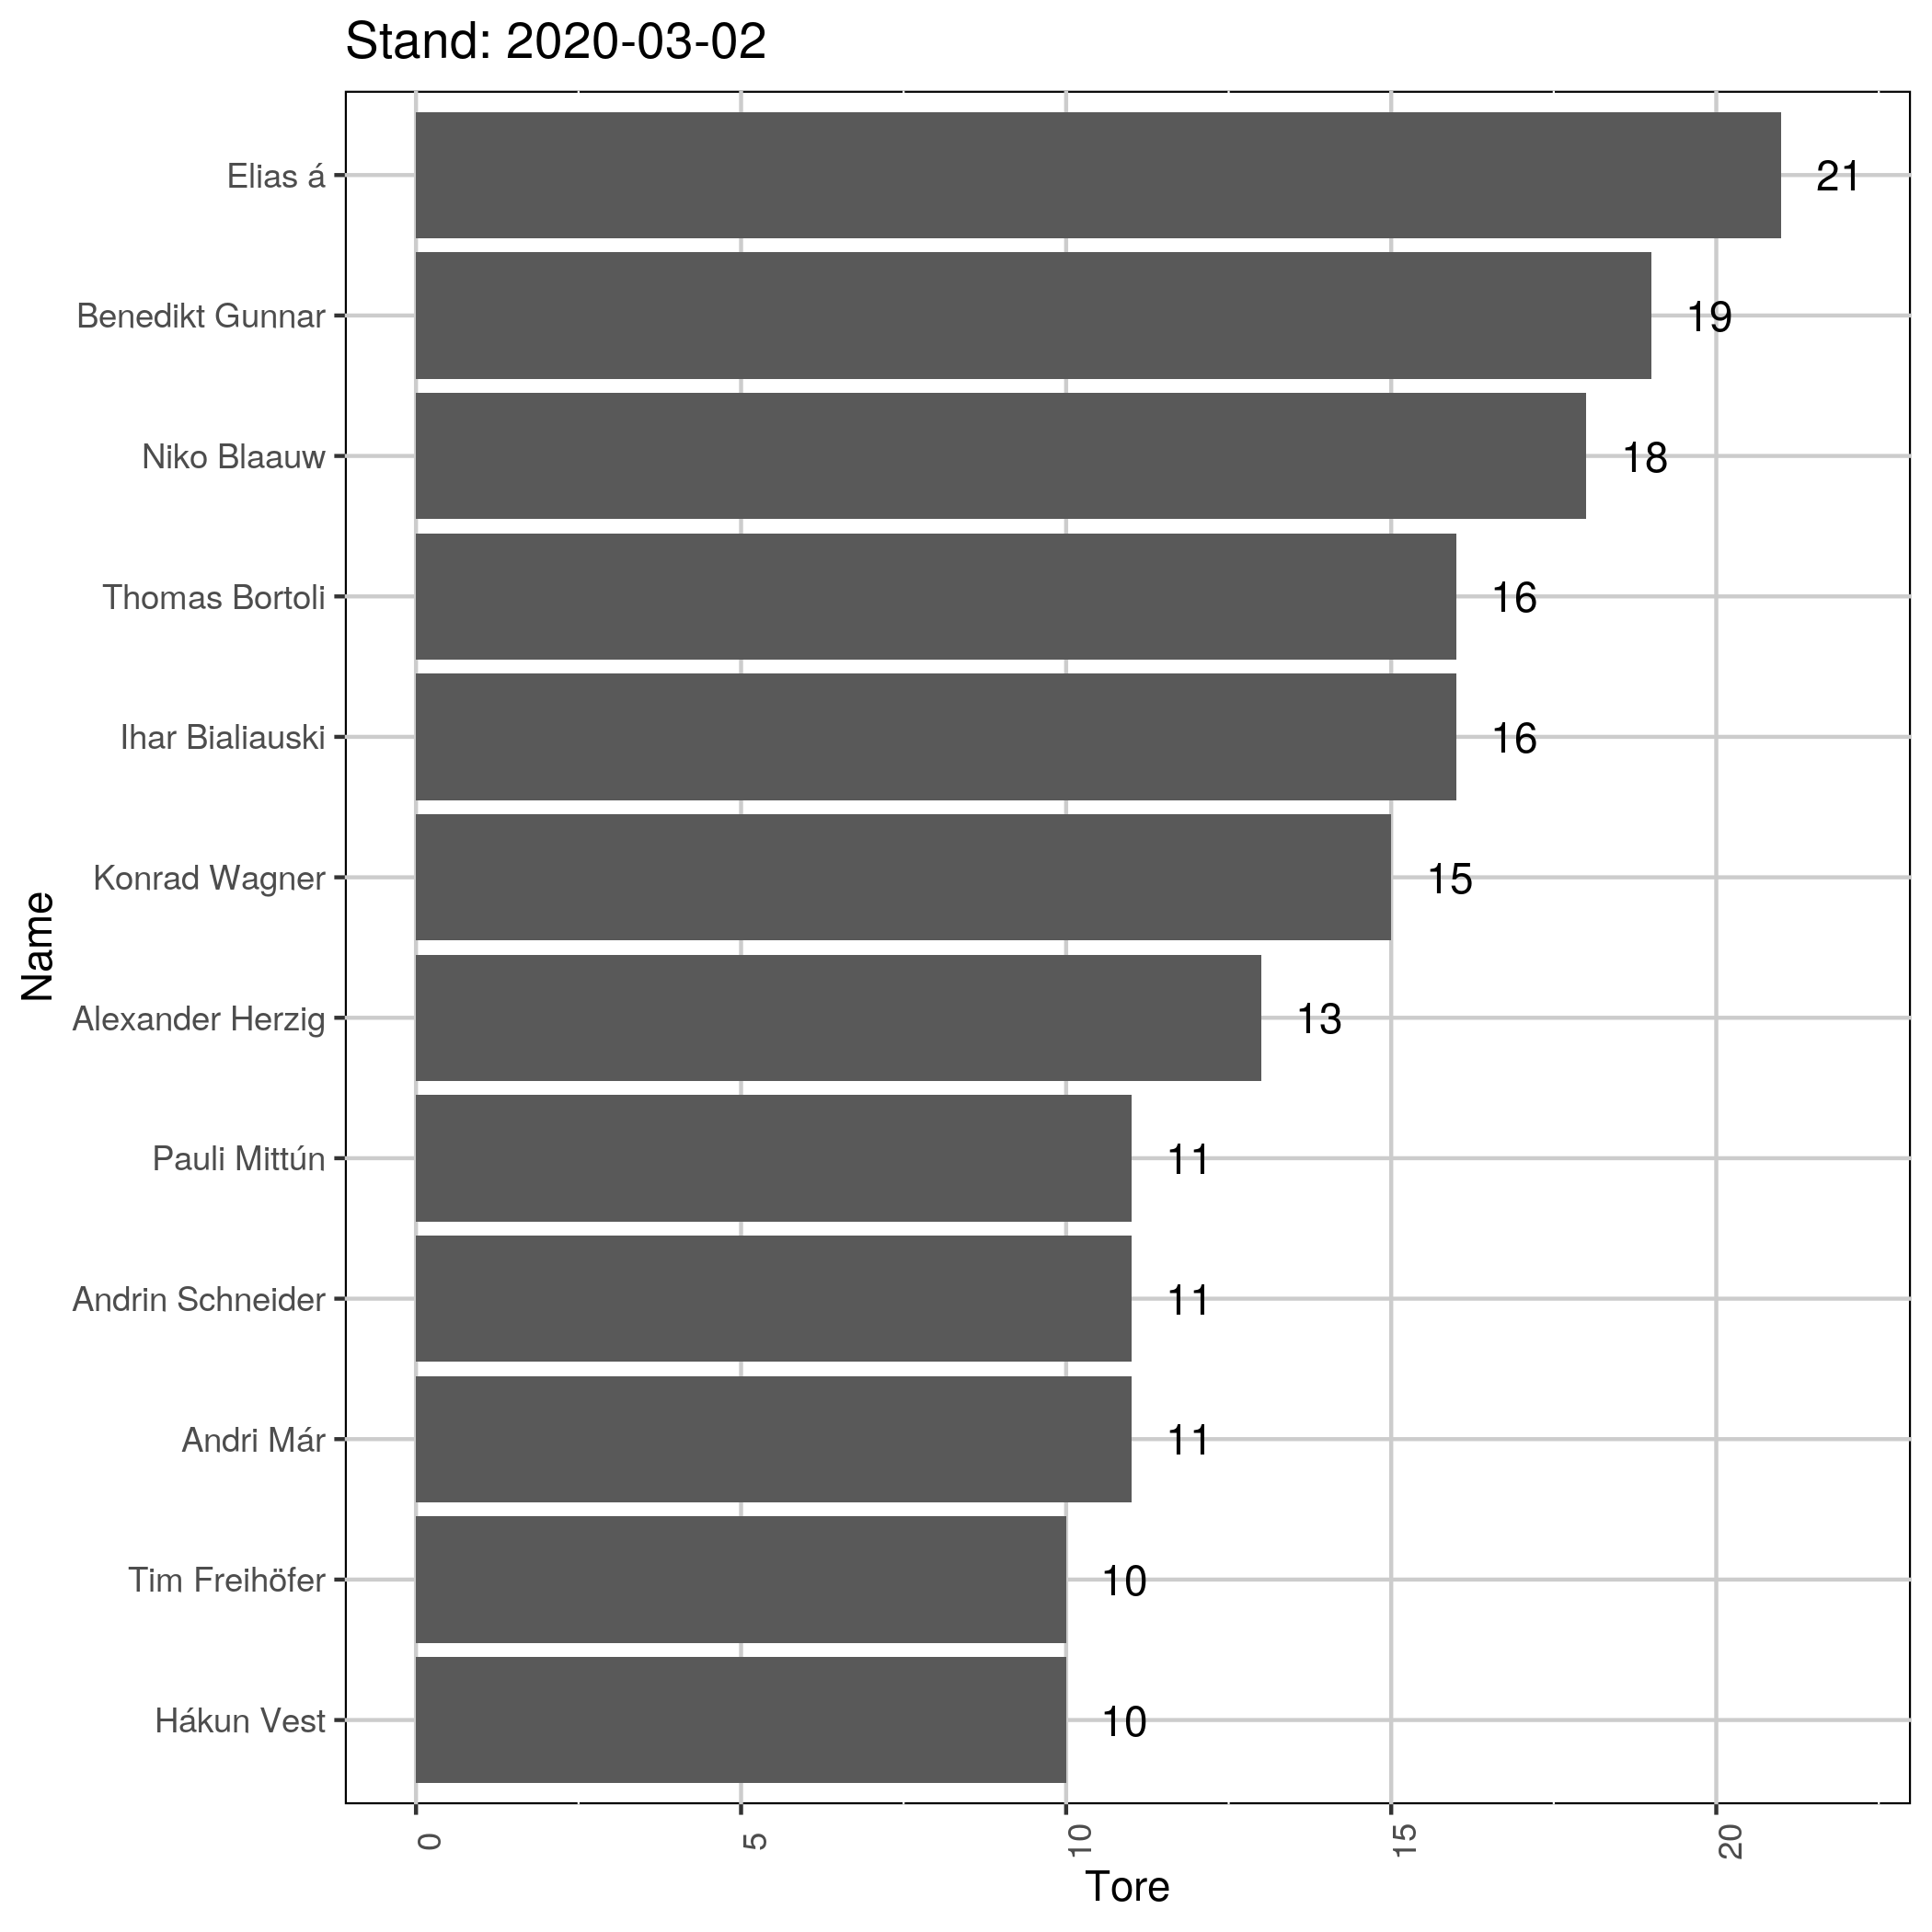 Stand: 2020-03-02
Elias á
21
Benedikt Gunnar
19
Niko Blaauw
18
Thomas Bortoli
16
Ihar Bialiauski
16
Konrad Wagner
15
Alexander Herzig
13
Pauli Mittún
11
Andrin Schneider
11
Andri Már
11
Tim Freihöfer
10
Hákun Vest
10
Name
0
5
10
15
20
Tore